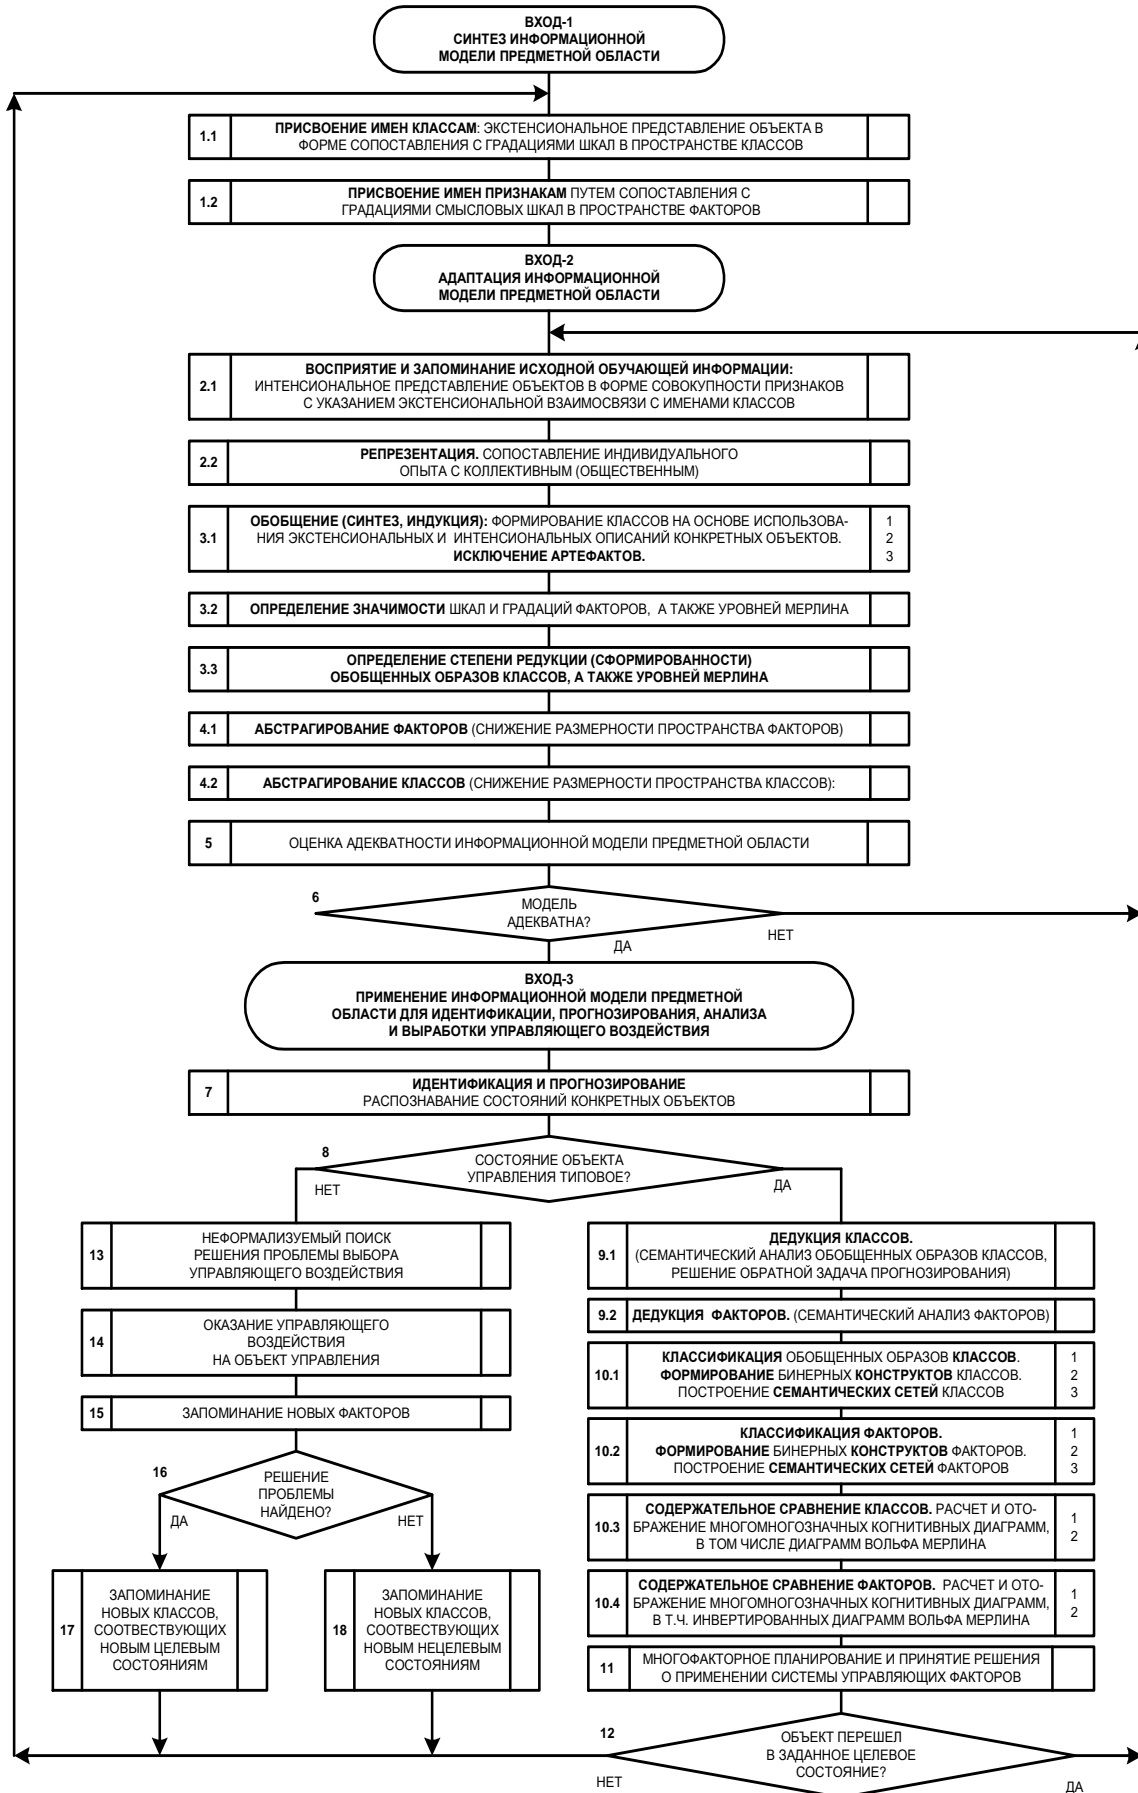 ВХОД-1
СИНТЕЗ ИНФОРМАЦИОННОЙ
МОДЕЛИ ПРЕДМЕТНОЙ ОБЛАСТИ
1.1
ПРИСВОЕНИЕ ИМЕН КЛАССАМ: ЭКСТЕНСИОНАЛЬНОЕ ПРЕДСТАВЛЕНИЕ ОБЪЕКТА В
ФОРМЕ СОПОСТАВЛЕНИЯ С ГРАДАЦИЯМИ ШКАЛ В ПРОСТРАНСТВЕ КЛАССОВ
1.2
ПРИСВОЕНИЕ ИМЕН ПРИЗНАКАМ ПУТЕМ СОПОСТАВЛЕНИЯ С
ГРАДАЦИЯМИ СМЫСЛОВЫХ ШКАЛ В ПРОСТРАНСТВЕ ФАКТОРОВ
ВХОД-2
АДАПТАЦИЯ ИНФОРМАЦИОННОЙ
МОДЕЛИ ПРЕДМЕТНОЙ ОБЛАСТИ
2.1
ВОСПРИЯТИЕ И ЗАПОМИНАНИЕ ИСХОДНОЙ ОБУЧАЮЩЕЙ ИНФОРМАЦИИ:
ИНТЕНСИОНАЛЬНОЕ ПРЕДСТАВЛЕНИЕ ОБЪЕКТОВ В ФОРМЕ СОВОКУПНОСТИ ПРИЗНАКОВ
С УКАЗАНИЕМ ЭКСТЕНСИОНАЛЬНОЙ ВЗАИМОСВЯЗИ С ИМЕНАМИ КЛАССОВ
2.2
РЕПРЕЗЕНТАЦИЯ. СОПОСТАВЛЕНИЕ ИНДИВИДУАЛЬНОГО
ОПЫТА С КОЛЛЕКТИВНЫМ (ОБЩЕСТВЕННЫМ)
3.1
ОБОБЩЕНИЕ (СИНТЕЗ, ИНДУКЦИЯ): ФОРМИРОВАНИЕ КЛАССОВ НА ОСНОВЕ ИСПОЛЬЗОВА-
НИЯ ЭКСТЕНСИОНАЛЬНЫХ И ИНТЕНСИОНАЛЬНЫХ ОПИСАНИЙ КОНКРЕТНЫХ ОБЪЕКТОВ.
ИСКЛЮЧЕНИЕ АРТЕФАКТОВ.
1
2
3
3.2
ОПРЕДЕЛЕНИЕ ЗНАЧИМОСТИ ШКАЛ И ГРАДАЦИЙ ФАКТОРОВ, А ТАКЖЕ УРОВНЕЙ МЕРЛИНА
3.3
ОПРЕДЕЛЕНИЕ СТЕПЕНИ РЕДУКЦИИ (СФОРМИРОВАННОСТИ)
ОБОБЩЕННЫХ ОБРАЗОВ КЛАССОВ, А ТАКЖЕ УРОВНЕЙ МЕРЛИНА
4.1
АБСТРАГИРОВАНИЕ ФАКТОРОВ (СНИЖЕНИЕ РАЗМЕРНОСТИ ПРОСТРАНСТВА ФАКТОРОВ)
4.2
АБСТРАГИРОВАНИЕ КЛАССОВ (СНИЖЕНИЕ РАЗМЕРНОСТИ ПРОСТРАНСТВА КЛАССОВ):
5
ОЦЕНКА АДЕКВАТНОСТИ ИНФОРМАЦИОННОЙ МОДЕЛИ ПРЕДМЕТНОЙ ОБЛАСТИ
6
МОДЕЛЬ
АДЕКВАТНА?
НЕТ
ДА
ВХОД-3
ПРИМЕНЕНИЕ ИНФОРМАЦИОННОЙ МОДЕЛИ ПРЕДМЕТНОЙ
ОБЛАСТИ ДЛЯ ИДЕНТИФИКАЦИИ, ПРОГНОЗИРОВАНИЯ, АНАЛИЗА
И ВЫРАБОТКИ УПРАВЛЯЮЩЕГО ВОЗДЕЙСТВИЯ
7
ИДЕНТИФИКАЦИЯ И ПРОГНОЗИРОВАНИЕ
РАСПОЗНАВАНИЕ СОСТОЯНИЙ КОНКРЕТНЫХ ОБЪЕКТОВ
8
СОСТОЯНИЕ ОБЪЕКТА
УПРАВЛЕНИЯ ТИПОВОЕ?
НЕТ
ДА
13
НЕФОРМАЛИЗУЕМЫЙ ПОИСК
РЕШЕНИЯ ПРОБЛЕМЫ ВЫБОРА
УПРАВЛЯЮЩЕГО ВОЗДЕЙСТВИЯ
14
ОКАЗАНИЕ УПРАВЛЯЮЩЕГО
ВОЗДЕЙСТВИЯ
НА ОБЪЕКТ УПРАВЛЕНИЯ
15
ЗАПОМИНАНИЕ НОВЫХ ФАКТОРОВ
16
РЕШЕНИЕ
ПРОБЛЕМЫ
НАЙДЕНО?
ДА
НЕТ
17
ЗАПОМИНАНИЕ
НОВЫХ КЛАССОВ,
СООТВЕСТВУЮЩИХ
НОВЫМ ЦЕЛЕВЫМ
СОСТОЯНИЯМ
18
ЗАПОМИНАНИЕ
НОВЫХ КЛАССОВ,
СООТВЕСТВУЮЩИХ
НОВЫМ НЕЦЕЛЕВЫМ
СОСТОЯНИЯМ
9.1
ДЕДУКЦИЯ КЛАССОВ.
(СЕМАНТИЧЕСКИЙ АНАЛИЗ ОБОБЩЕННЫХ ОБРАЗОВ КЛАССОВ,
РЕШЕНИЕ ОБРАТНОЙ ЗАДАЧА ПРОГНОЗИРОВАНИЯ)
9.2
ДЕДУКЦИЯ ФАКТОРОВ. (СЕМАНТИЧЕСКИЙ АНАЛИЗ ФАКТОРОВ)
10.1
КЛАССИФИКАЦИЯ ОБОБЩЕННЫХ ОБРАЗОВ КЛАССОВ.
ФОРМИРОВАНИЕ БИНЕРНЫХ КОНСТРУКТОВ КЛАССОВ.
ПОСТРОЕНИЕ СЕМАНТИЧЕСКИХ СЕТЕЙ КЛАССОВ
1
2
3
10.2
КЛАССИФИКАЦИЯ ФАКТОРОВ.
ФОРМИРОВАНИЕ БИНЕРНЫХ КОНСТРУКТОВ ФАКТОРОВ.
ПОСТРОЕНИЕ СЕМАНТИЧЕСКИХ СЕТЕЙ ФАКТОРОВ
1
2
3
10.3
СОДЕРЖАТЕЛЬНОЕ СРАВНЕНИЕ КЛАССОВ. РАСЧЕТ И ОТО-
БРАЖЕНИЕ МНОГОМНОГОЗНАЧНЫХ КОГНИТИВНЫХ ДИАГРАММ,
В ТОМ ЧИСЛЕ ДИАГРАММ ВОЛЬФА МЕРЛИНА
1
2
10.4
СОДЕРЖАТЕЛЬНОЕ СРАВНЕНИЕ ФАКТОРОВ. РАСЧЕТ И ОТО-
БРАЖЕНИЕ МНОГОМНОГОЗНАЧНЫХ КОГНИТИВНЫХ ДИАГРАММ,
В Т.Ч. ИНВЕРТИРОВАННЫХ ДИАГРАММ ВОЛЬФА МЕРЛИНА
1
2
11
МНОГОФАКТОРНОЕ ПЛАНИРОВАНИЕ И ПРИНЯТИЕ РЕШЕНИЯ
О ПРИМЕНЕНИИ СИСТЕМЫ УПРАВЛЯЮЩИХ ФАКТОРОВ
12
ОБЪЕКТ ПЕРЕШЕЛ
В ЗАДАННОЕ ЦЕЛЕВОЕ
СОСТОЯНИЕ?
НЕТ
ДА